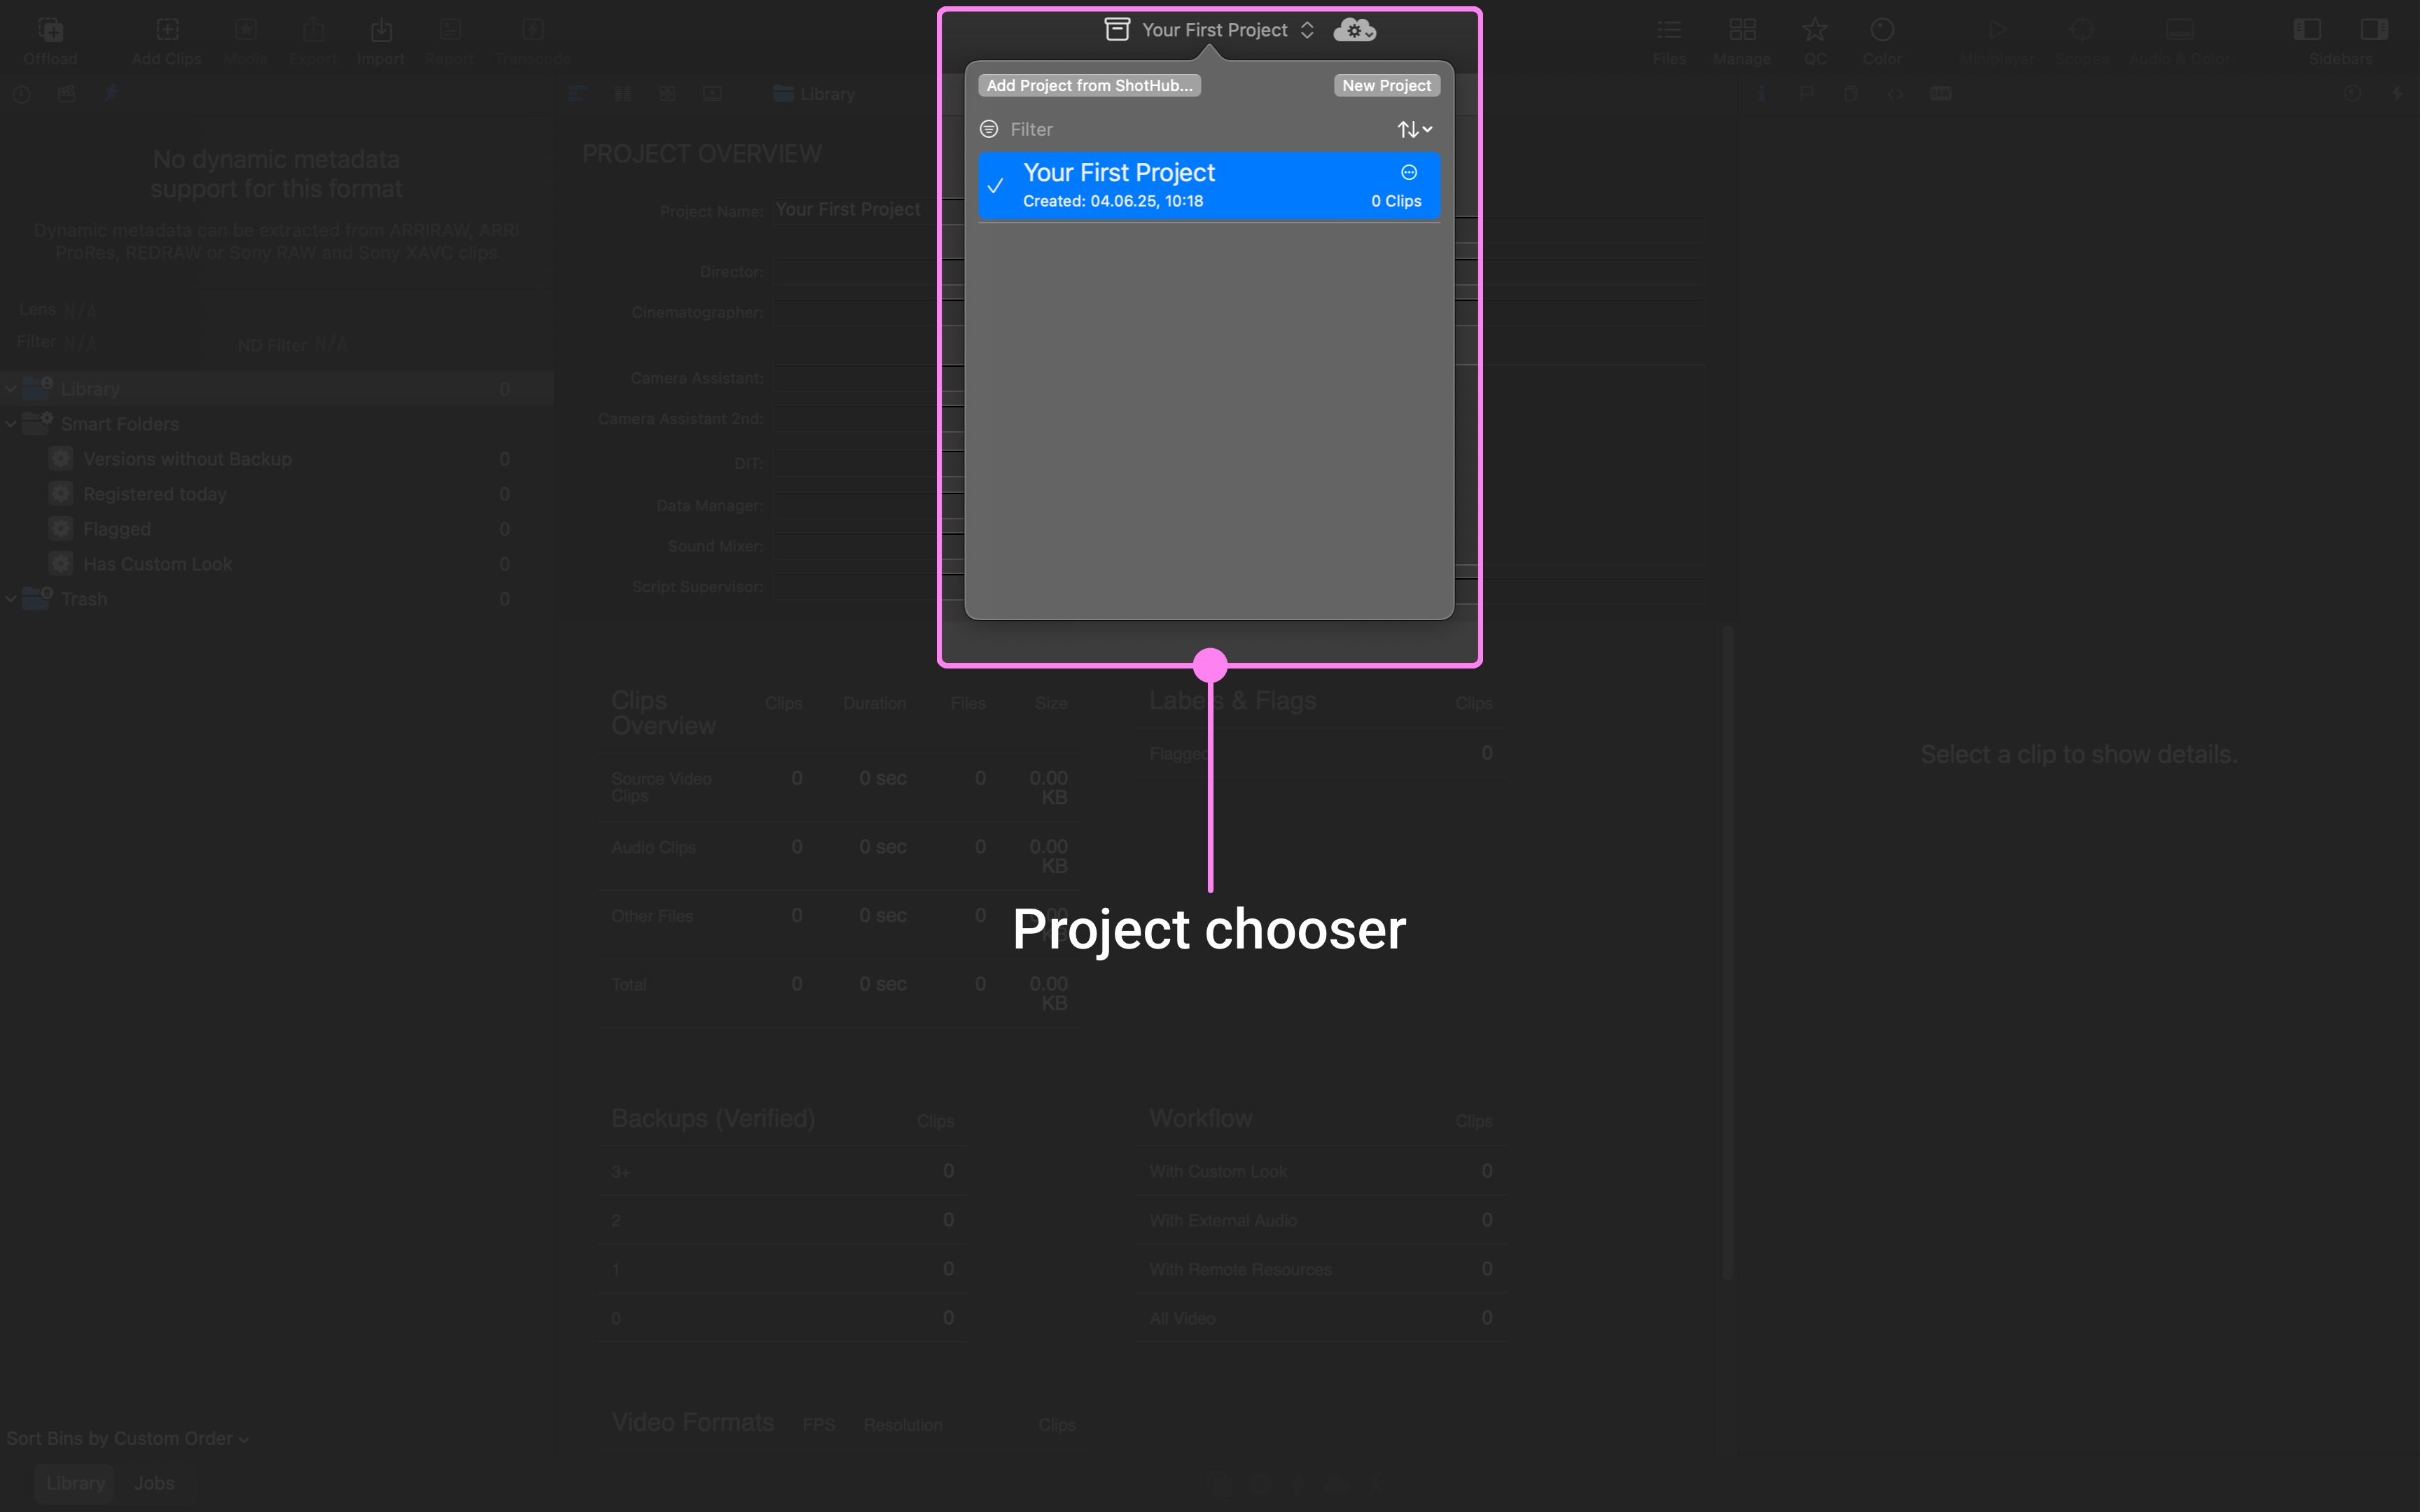 Your First Project
Offload
Add Clips
Media
Export
Import
Report
Transcode
Files
Manage
QC
Color
Miniplayer
Scopes
Audio & Color
Sidebars
Library
Add Project from ShotHub...
New Project
Filter
Your First Project
Created: 04.06.25, 10:18
0 Clips
No dynamic metadata
support for this format
Dynamic metadata can be extracted from ARRIRAW, ARRI
ProRes, REDRAW or Sony RAW and Sony XAVC clips
Lens N/A
Filter N/A
ND Filter N/A
Library 0
Smart Folders
Versions without Backup 0
Registered today 0
Flagged 0
Has Custom Look 0
Trash 0
PROJECT OVERVIEW
Project Name: Your First Project
Director:
Cinematographer:
Camera Assistant:
Camera Assistant 2nd:
DIT:
Data Manager:
Sound Mixer:
Script Supervisor:
Clips
Overview
Clips Duration Files Size
Source Video
Clips
0 0 sec 0 0.00
KB
Audio Clips 0 0 sec 0 0.00
KB
Other Files 0 0 sec 0 0.00
KB
Total 0 0 sec 0 0.00
KB
Labels & Flags Clips
Flagged 0
Project chooser
Select a clip to show details.
Backups (Verified) Clips
3+ 0
2 0
1 0
0 0
Workflow Clips
With Custom Look 0
With External Audio 0
With Remote Resources 0
All Video 0
Video Formats FPS Resolution Clips
Sort Bins by Custom Order
Library
Jobs